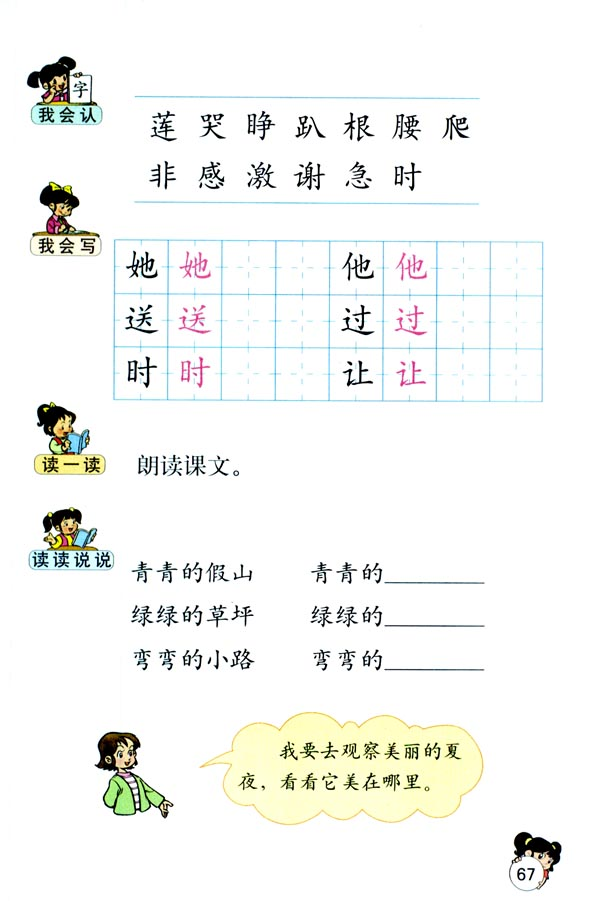 字
我会认
莲 哭 睁 趴 根 腰 爬
非 感 激 谢 急 时
我会写
她 她 他 他
送 送 过 过
时 时 让 让
读一读
朗读课文。
读读说说
青青的假山 青青的________
绿绿的草坪 绿绿的________
弯弯的小路 弯弯的________
我要去观察美丽的夏
夜，看看它美在哪里。
67